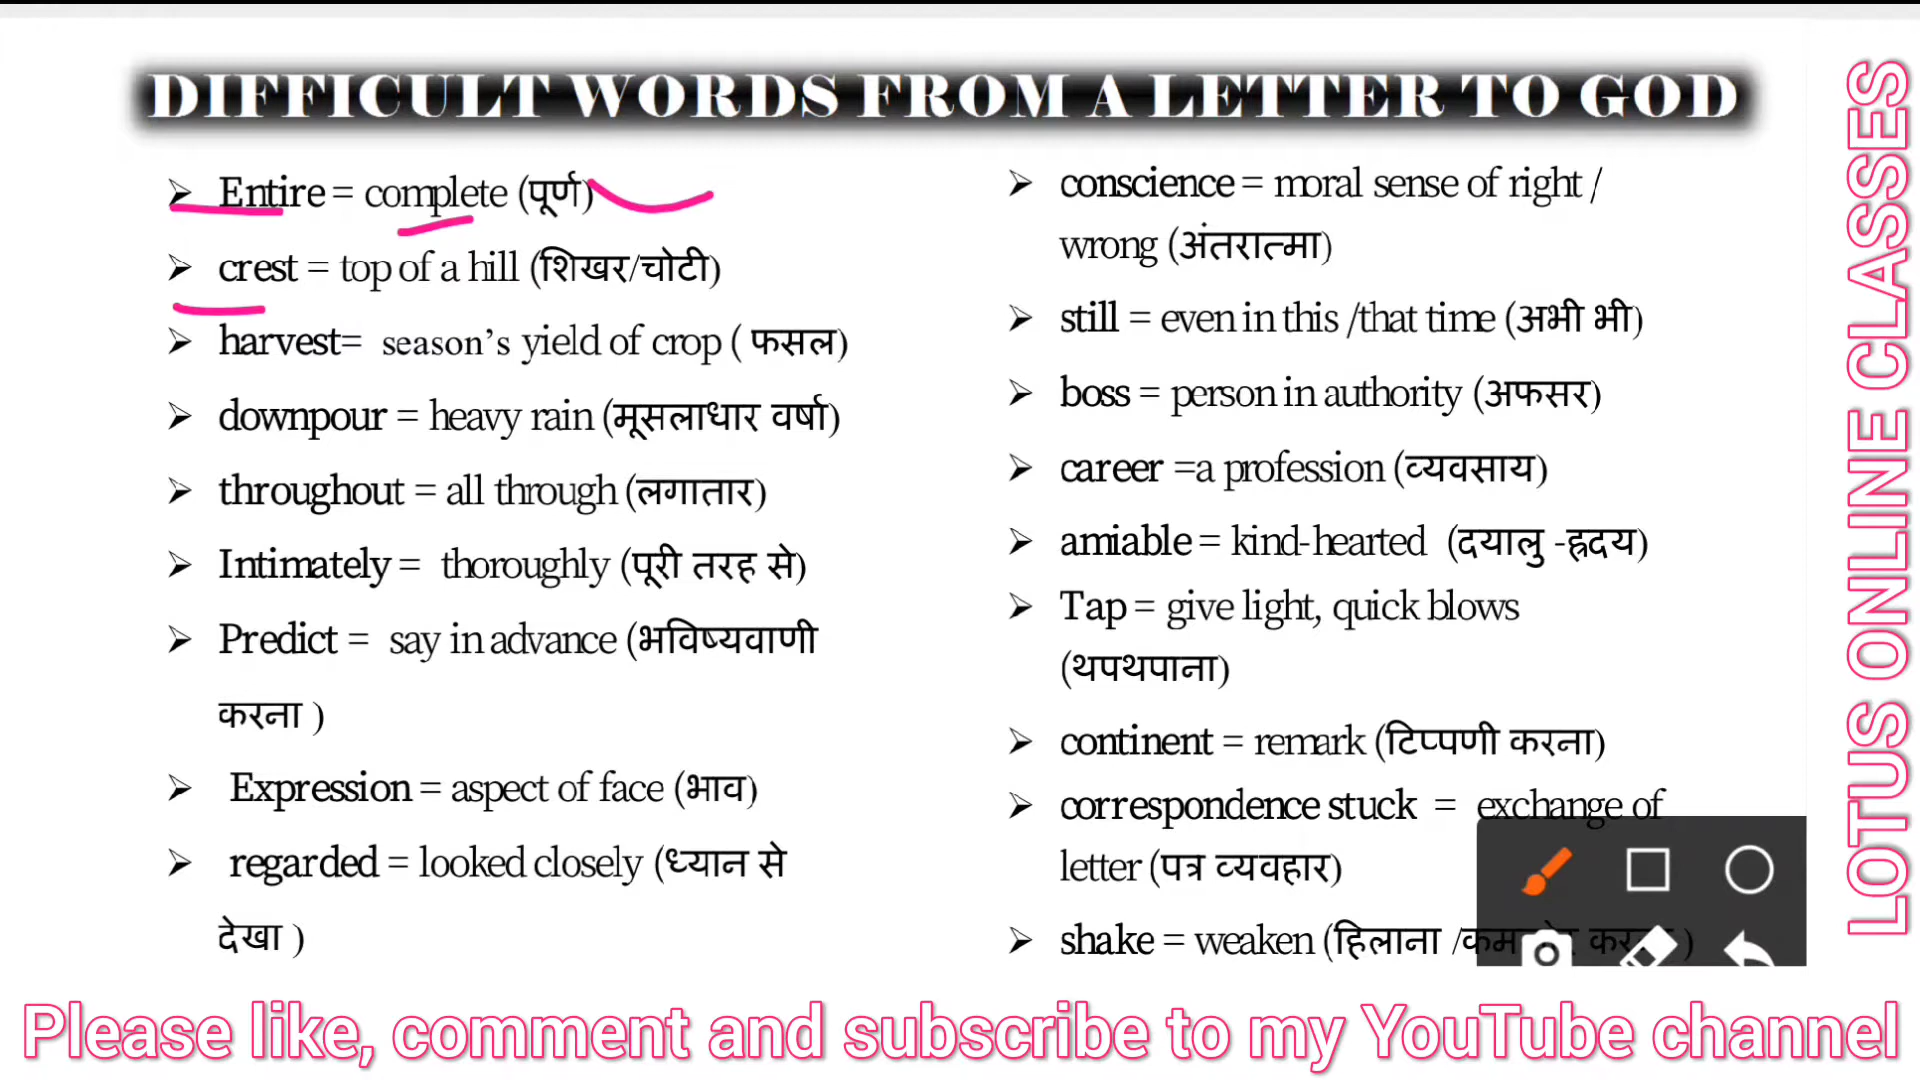 DIFFICULT WORDS FROM A LETTER TO GOD
➢ Entire = complete (पूर्ण)
➢ crest = top of a hill (शिखर/चोटी)
➢ harvest= season’s yield of crop ( फसल)
➢ downpour = heavy rain (मूसलाधार वर्षा)
➢ throughout = all through (लगातार)
➢ Intimately = thoroughly (पूरी तरह से)
➢ Predict = say in advance (भविष्यवाणी
करना )
➢ Expression = aspect of face (भाव)
➢ regarded = looked closely (ध्यान से
देखा )
➢ conscience = moral sense of right /
wrong (अंतरात्मा)
➢ still = even in this /that time (अभी भी)
➢ boss = person in authority (अफसर)
➢ career =a profession (व्यवसाय)
➢ amiable = kind-hearted (दयालु -ह्रदय)
➢ Tap = give light, quick blows
(थपथपाना)
➢ continent = remark (टिप्पणी करना)
➢ correspondence stuck = exchange of
letter (पत्र व्यवहार)
➢ shake = weaken (हिलाना /
LOTUS ONLINE CLASSES
Please like, comment and subscribe to my YouTube channel